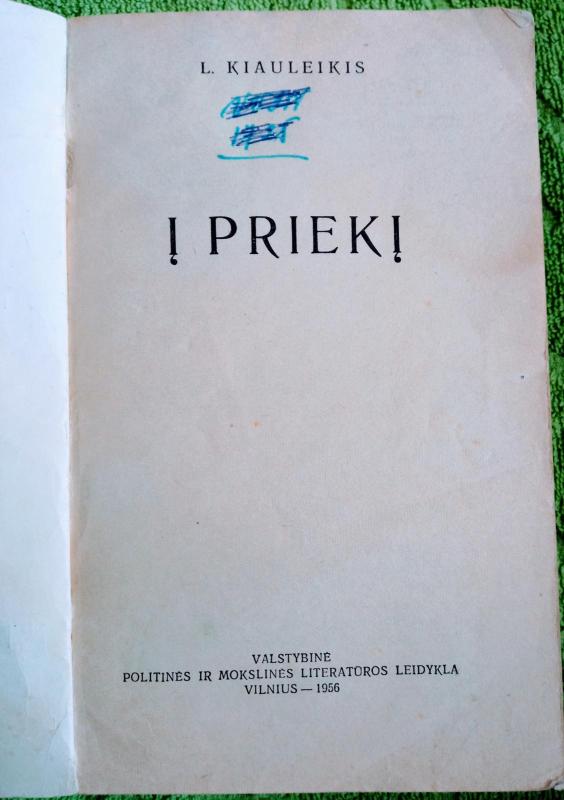 L. KIAULEIKIS
Į PRIEKĮ
VALSTYBINĖ
POLITINĖS IR MOKSLINĖS LITERATŪROS LEIDYKLA
VILNIUS — 1956